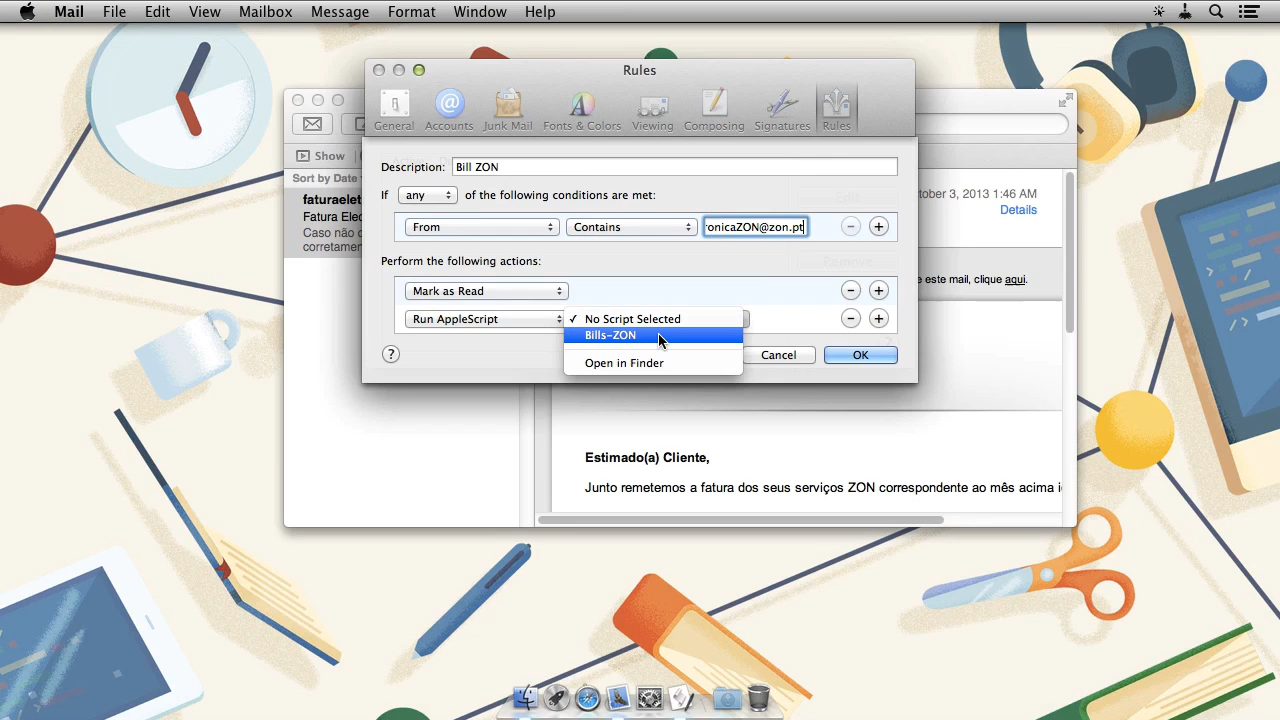 Mail File Edit View Mailbox Message Format Window Help
Rules
General Accounts Junk Mail Fonts & Colors Viewing Composing Signatures Rules
Show
Sort by Date
Description: Bill ZON
If any of the following conditions are met:
From Contains onicaZON@zon.pt
Perform the following actions:
Mark as Read
Run AppleScript
✓ No Script Selected
Bills-ZON
Open in Finder
? Cancel OK
faturaelet
Fatura Elec
Caso não c
corretamen
tober 3, 2013 1:46 AM
Details
e este mail, clique aqui.
Estimado(a) Cliente,
Junto remetemos a fatura dos seus serviços ZON correspondente ao mês acima i